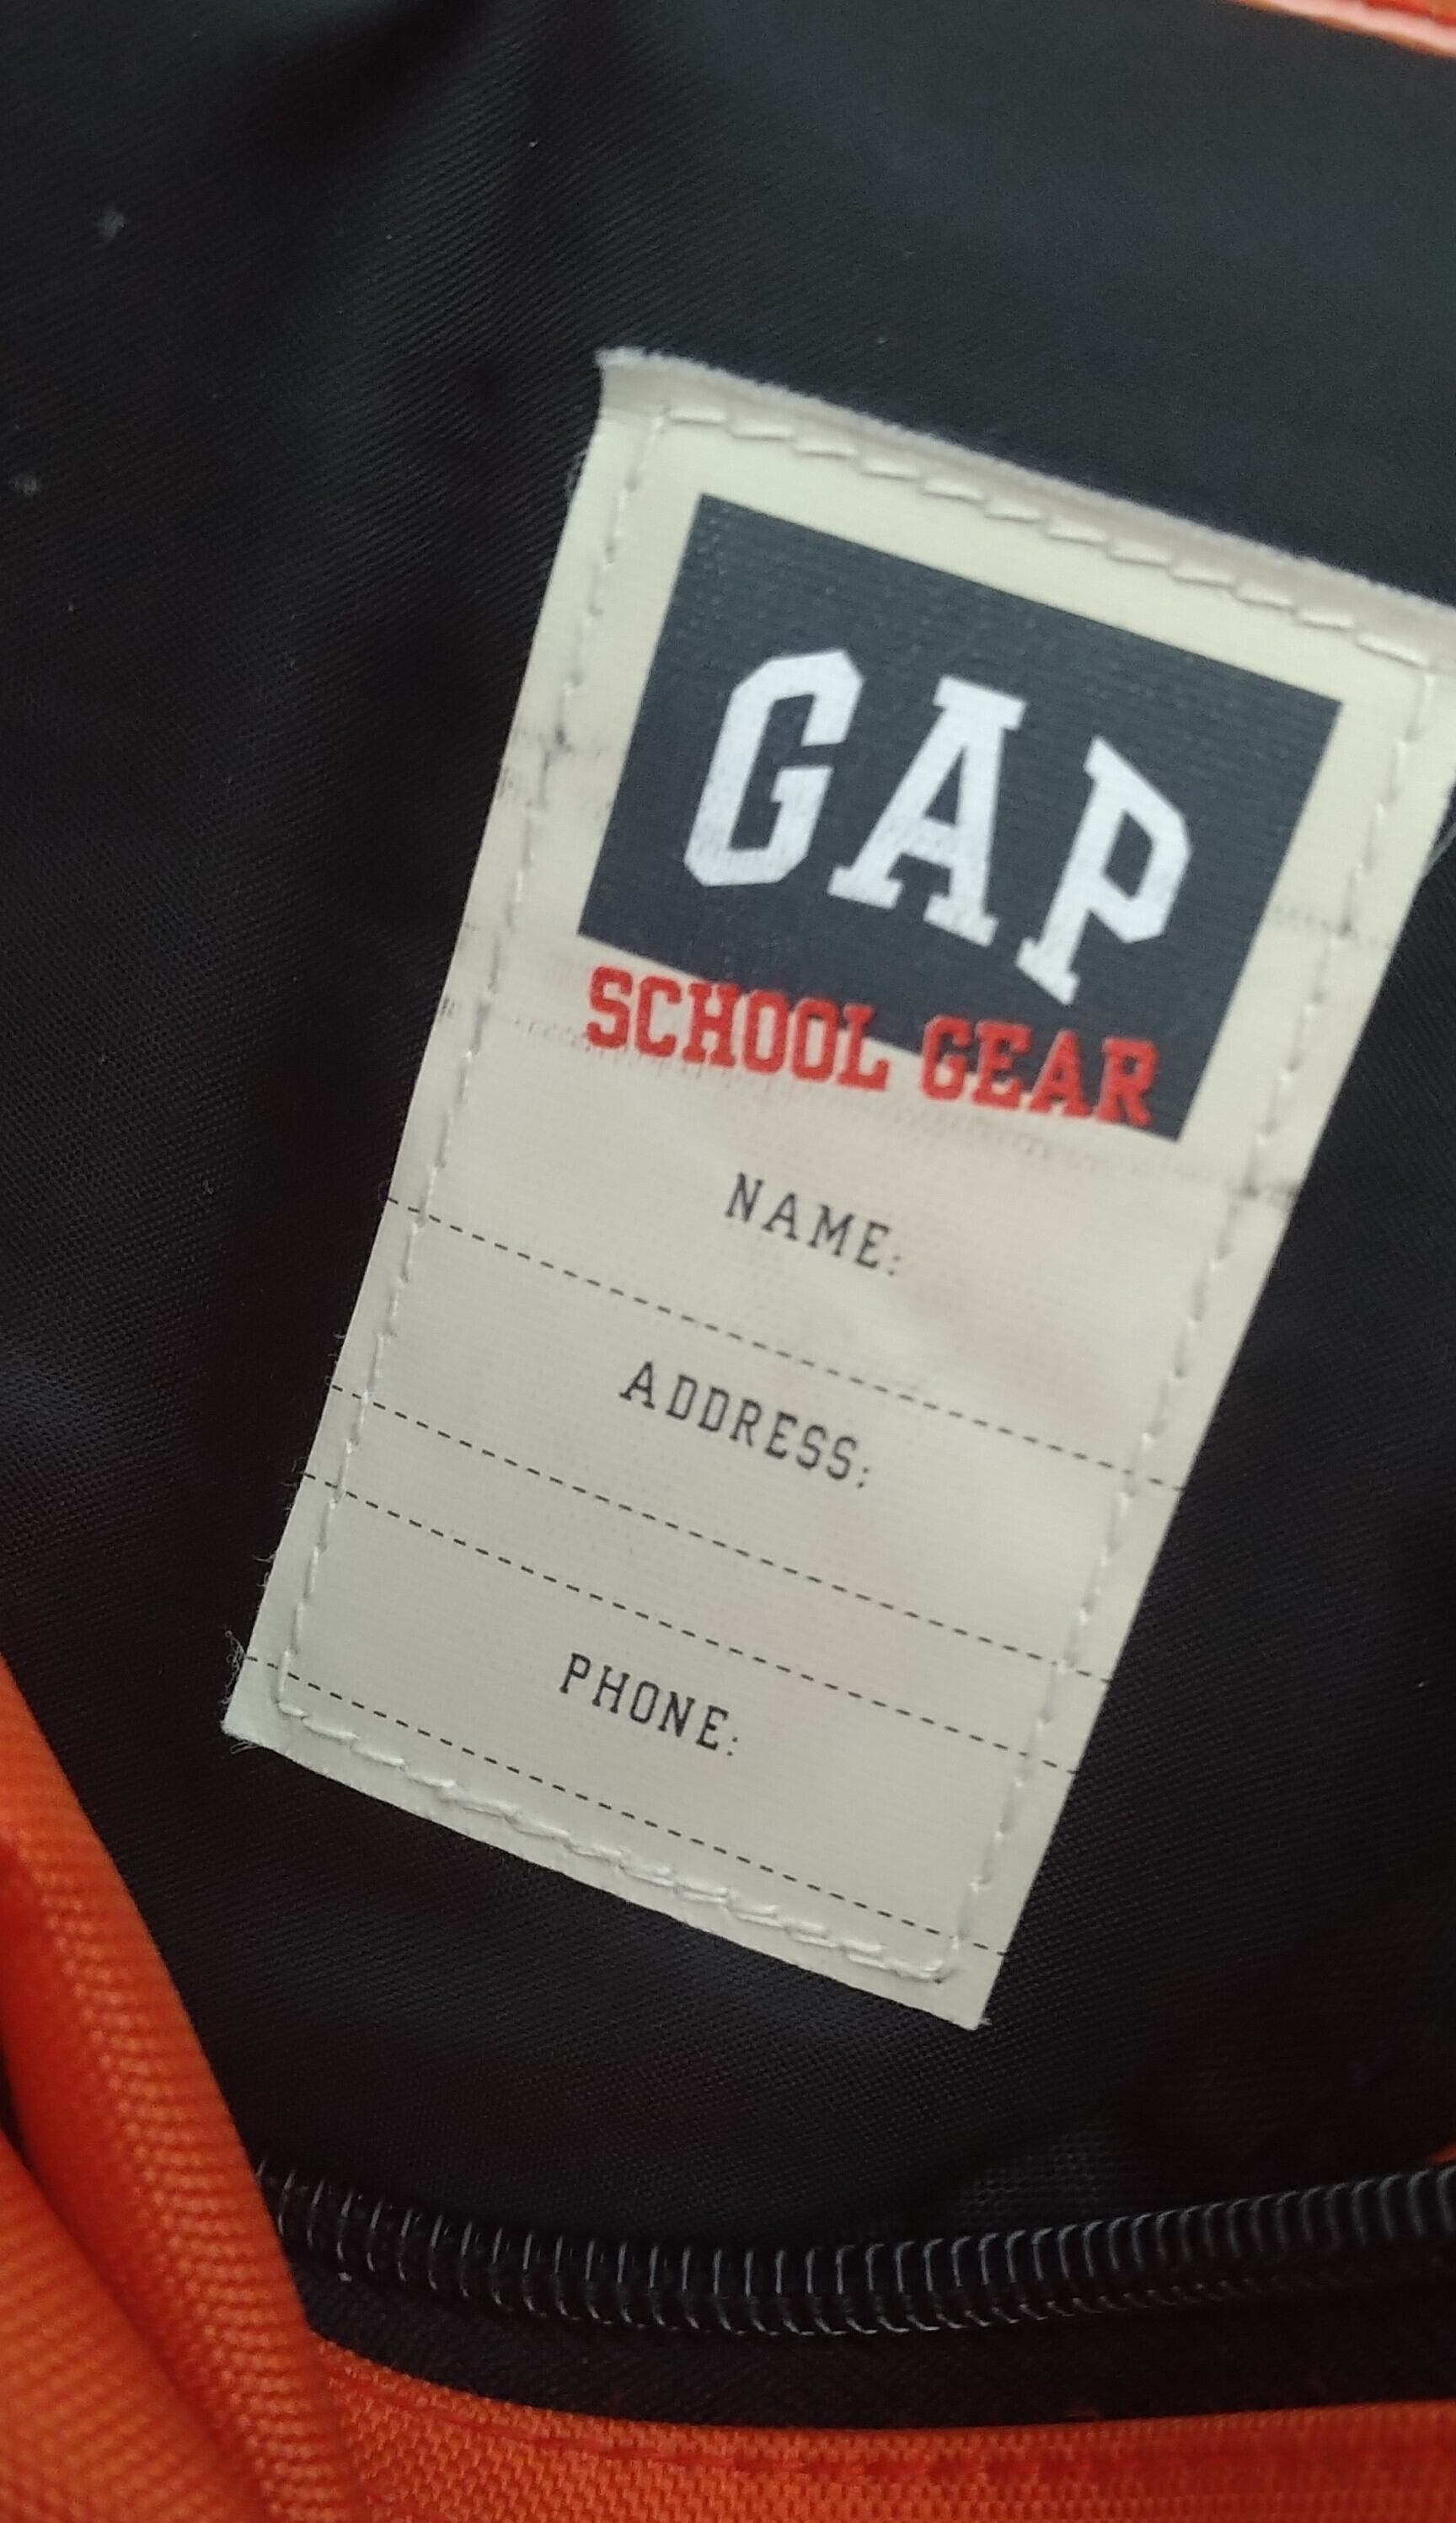 GAP
SCHOOL GEAR
NAME:
ADDRESS:
PHONE: